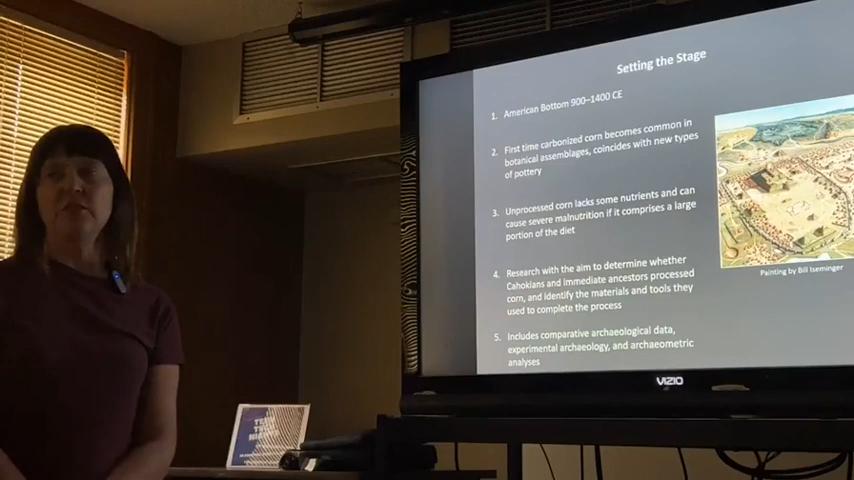 Setting the Stage
1. American Bottom 900–1400 CE
2. First time carbonized corn becomes common in
botanical assemblages, coincides with new types
of pottery
3. Unprocessed corn lacks some nutrients and can
cause severe malnutrition if it comprises a large
portion of the diet
4. Research with the aim to determine whether
Cahokians and immediate ancestors processed
corn, and identify the materials and tools they
used to complete the process
5. Includes comparative archaeological data,
experimental archaeology, and archaeometric
analyses
Painting by Bill Iseminger
VIZIO